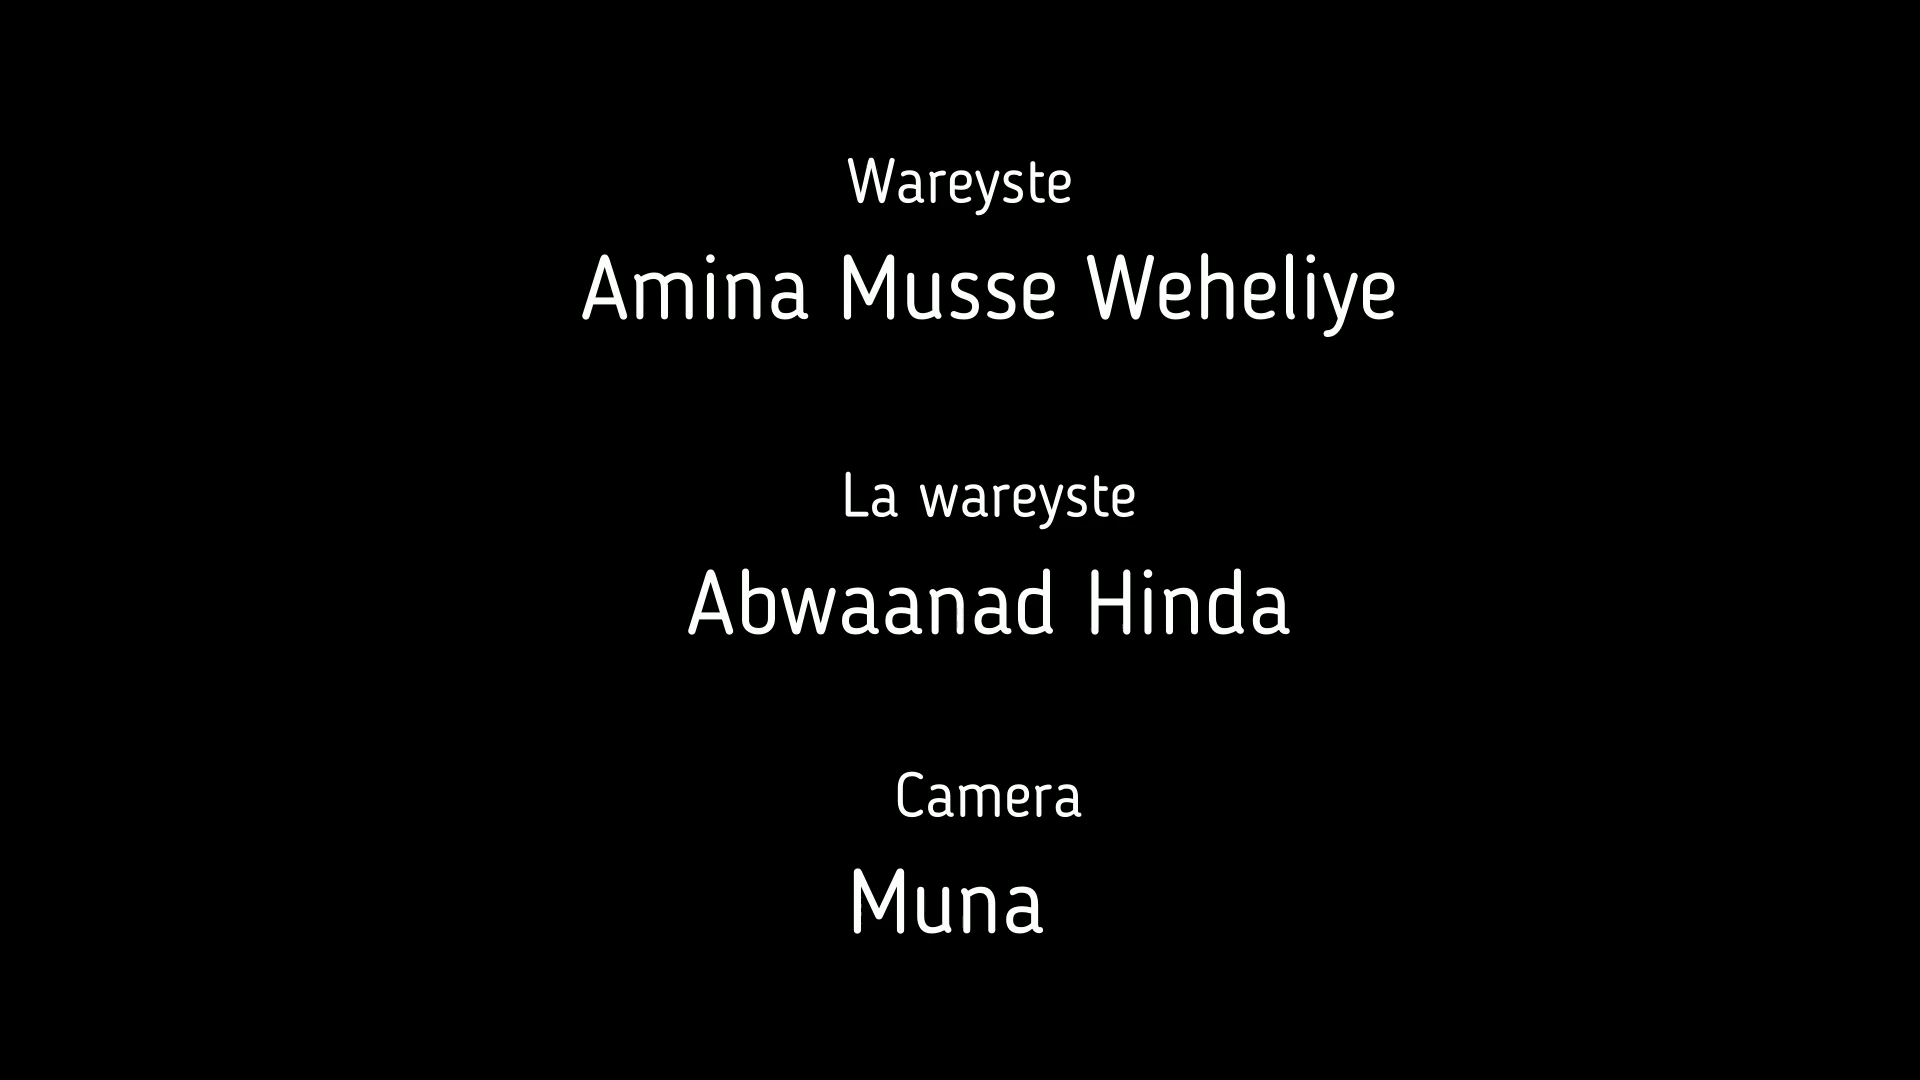 Wareyste
Amina Musse Weheliye
La wareyste
Abwaanad Hinda
Camera
Muna